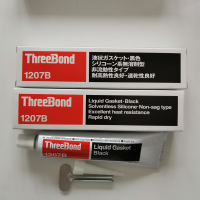 ThreeBond
1207B
液状ガスケット・黒色
シリコーン系無溶剤型
非流動性タイプ
耐高熱性良好・速乾性良好
ThreeBond
1207B
Liquid Gasket·Black
Solventless Silicone·Non-sag type
Excellent heat resistance
Rapid dry
ThreeBond
1207B
Liquid Gasket
Black